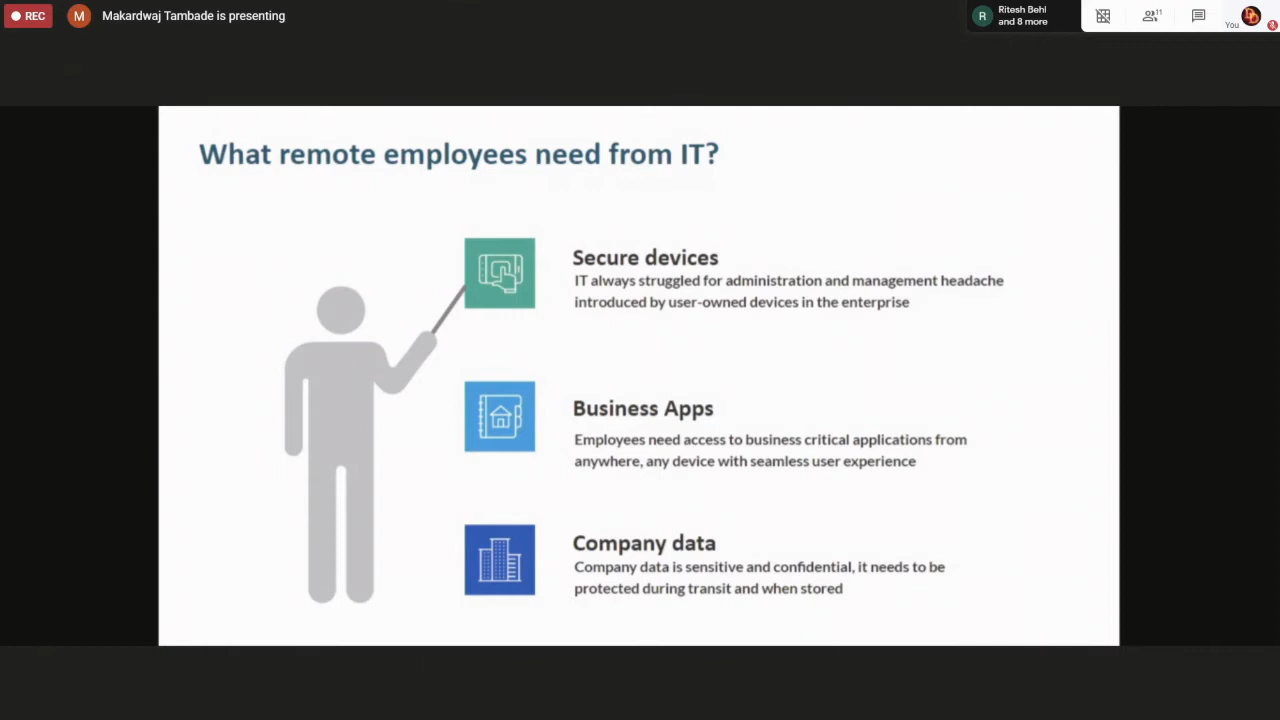 REC
M
Makardwaj Tambade is presenting
R
Ritesh Behl
and 8 more
11
You
What remote employees need from IT?
Secure devices
IT always struggled for administration and management headache
introduced by user-owned devices in the enterprise
Business Apps
Employees need access to business critical applications from
anywhere, any device with seamless user experience
Company data
Company data is sensitive and confidential, it needs to be
protected during transit and when stored